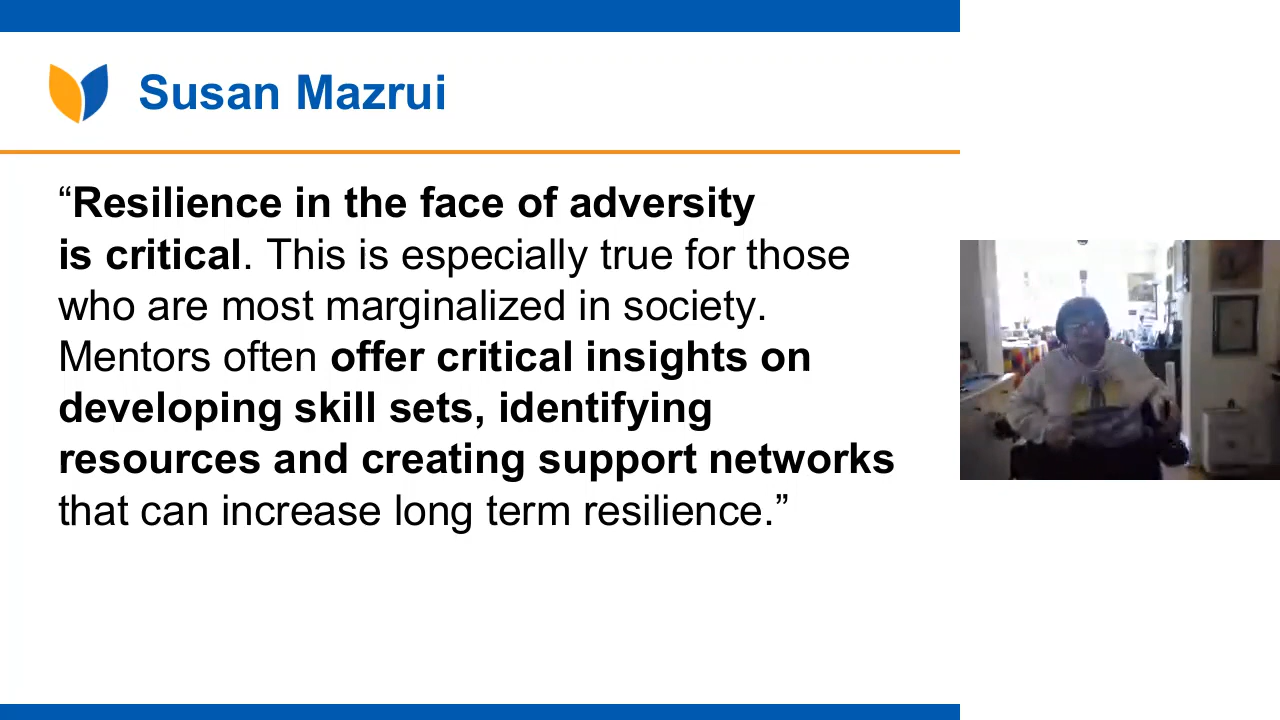 Susan Mazrui
“Resilience in the face of adversity
is critical. This is especially true for those
who are most marginalized in society.
Mentors often offer critical insights on
developing skill sets, identifying
resources and creating support networks
that can increase long term resilience.”